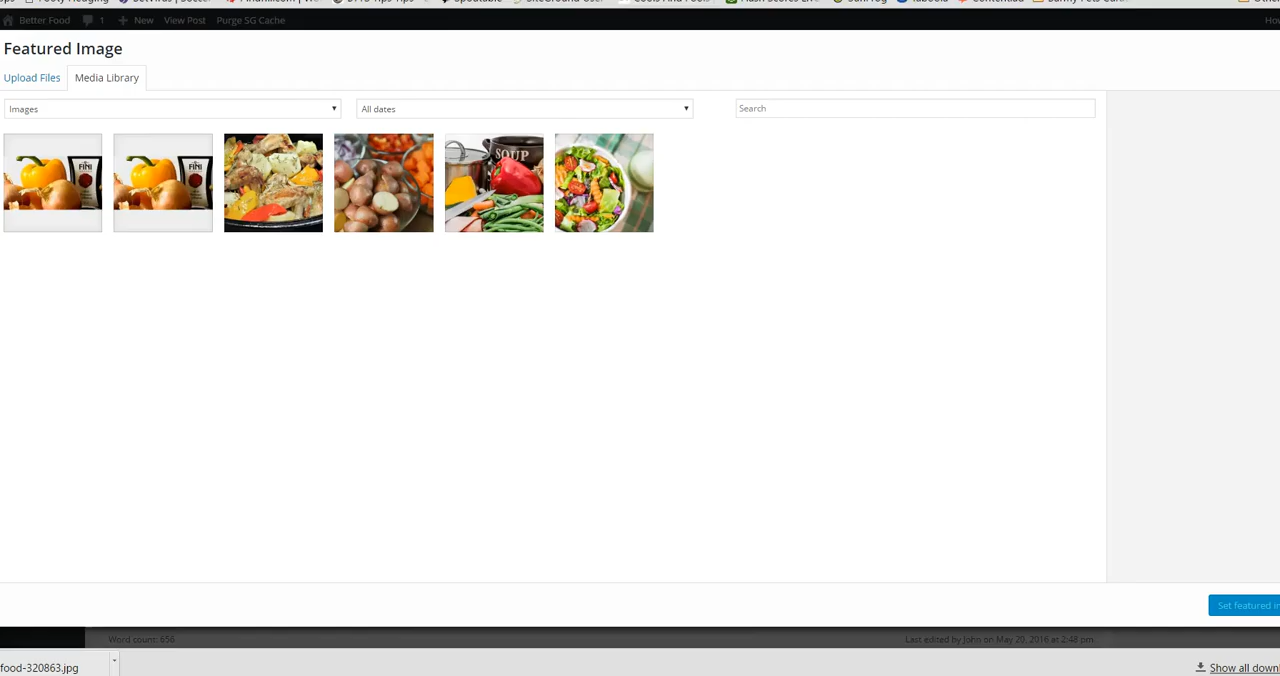 Better Food 1 New View Post Purge SG Cache
Featured Image
Upload Files Media Library
Images All dates Search
FINI FINI SOUP
Set featured
Word count: 656 Last edited by John on May 20, 2016 at 2:48 pm
food-320863.jpg Show all down